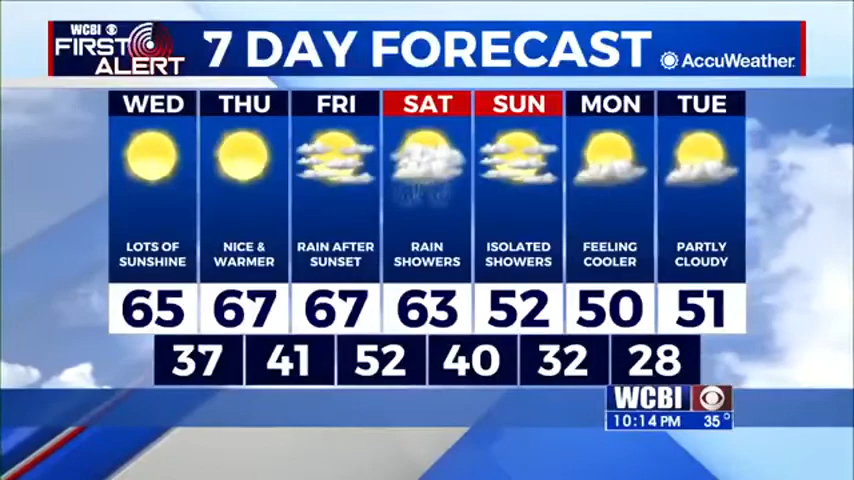 WCBI
FIRST
ALERT
7 DAY FORECAST
AccuWeather
WED THU FRI SAT SUN MON TUE
LOTS OF SUNSHINE
NICE & WARMER
RAIN AFTER SUNSET
RAIN SHOWERS
ISOLATED SHOWERS
FEELING COOLER
PARTLY CLOUDY
65 67 67 63 52 50 51
37 41 52 40 32 28
WCBI
10:14 PM 35°